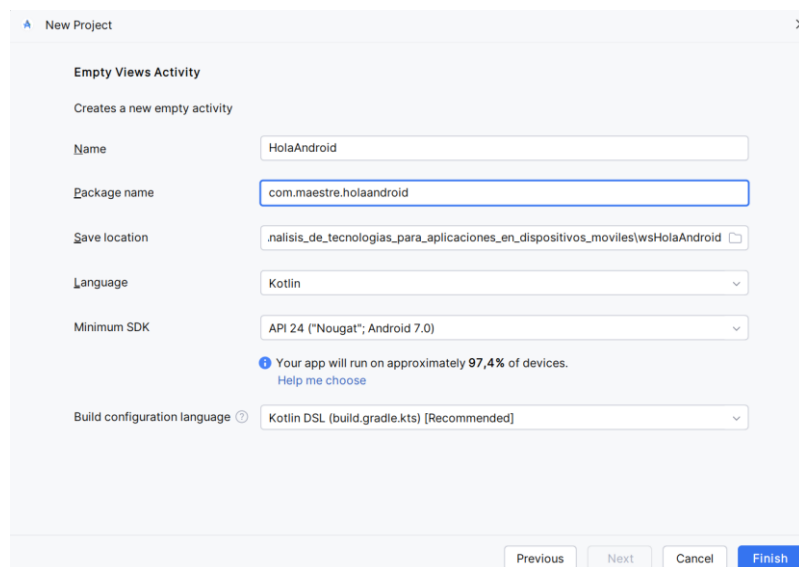 New Project
Empty Views Activity
Creates a new empty activity
Name HolaAndroid
Package name com.maestre.holaandroid
Save location .nalisis_de_tecnologias_para_aplicaciones_en_dispositivos_moviles\wsHolaAndroid
Language Kotlin
Minimum SDK API 24 ("Nougat"; Android 7.0)
Your app will run on approximately 97,4% of devices.
Help me choose
Build configuration language ? Kotlin DSL (build.gradle.kts) [Recommended]
Previous Next Cancel Finish